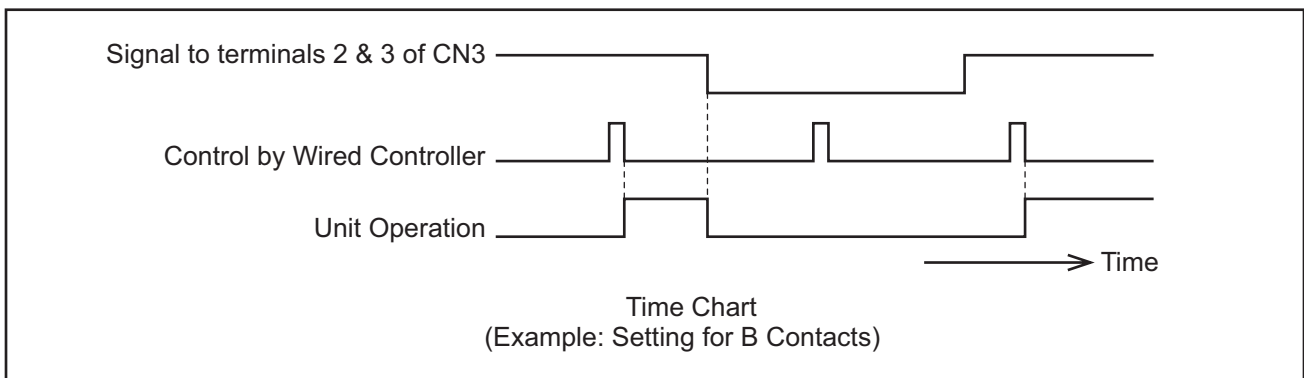 Signal to terminals 2 & 3 of CN3
Control by Wired Controller
Unit Operation
Time
Time Chart
(Example: Setting for B Contacts)